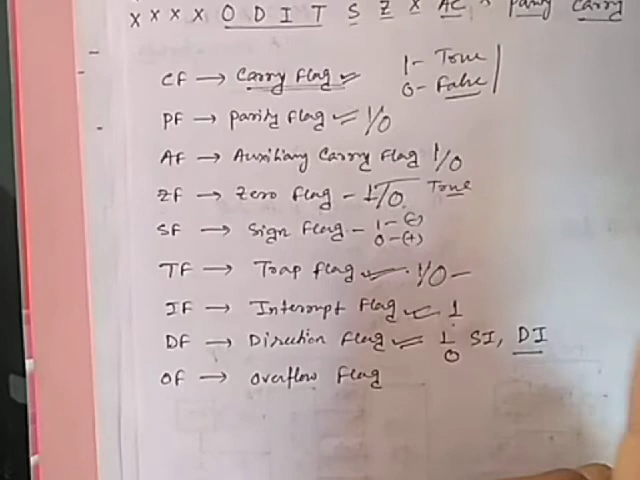 x x x x O D I T S Z x AC x parity carry
CF → Carry Flag ✓ 1 - True
0 - False
PF → Parity Flag 1/0
AF → Auxiliary Carry Flag 1/0
ZF → Zero Flag - 1/0 True
SF → Sign Flag - 1 - (-)
0 - (+)
TF → Trap Flag 1/0 -
IF → Interrupt Flag 1
DF → Direction Flag 1 SI, DI
0
OF → Overflow Flag